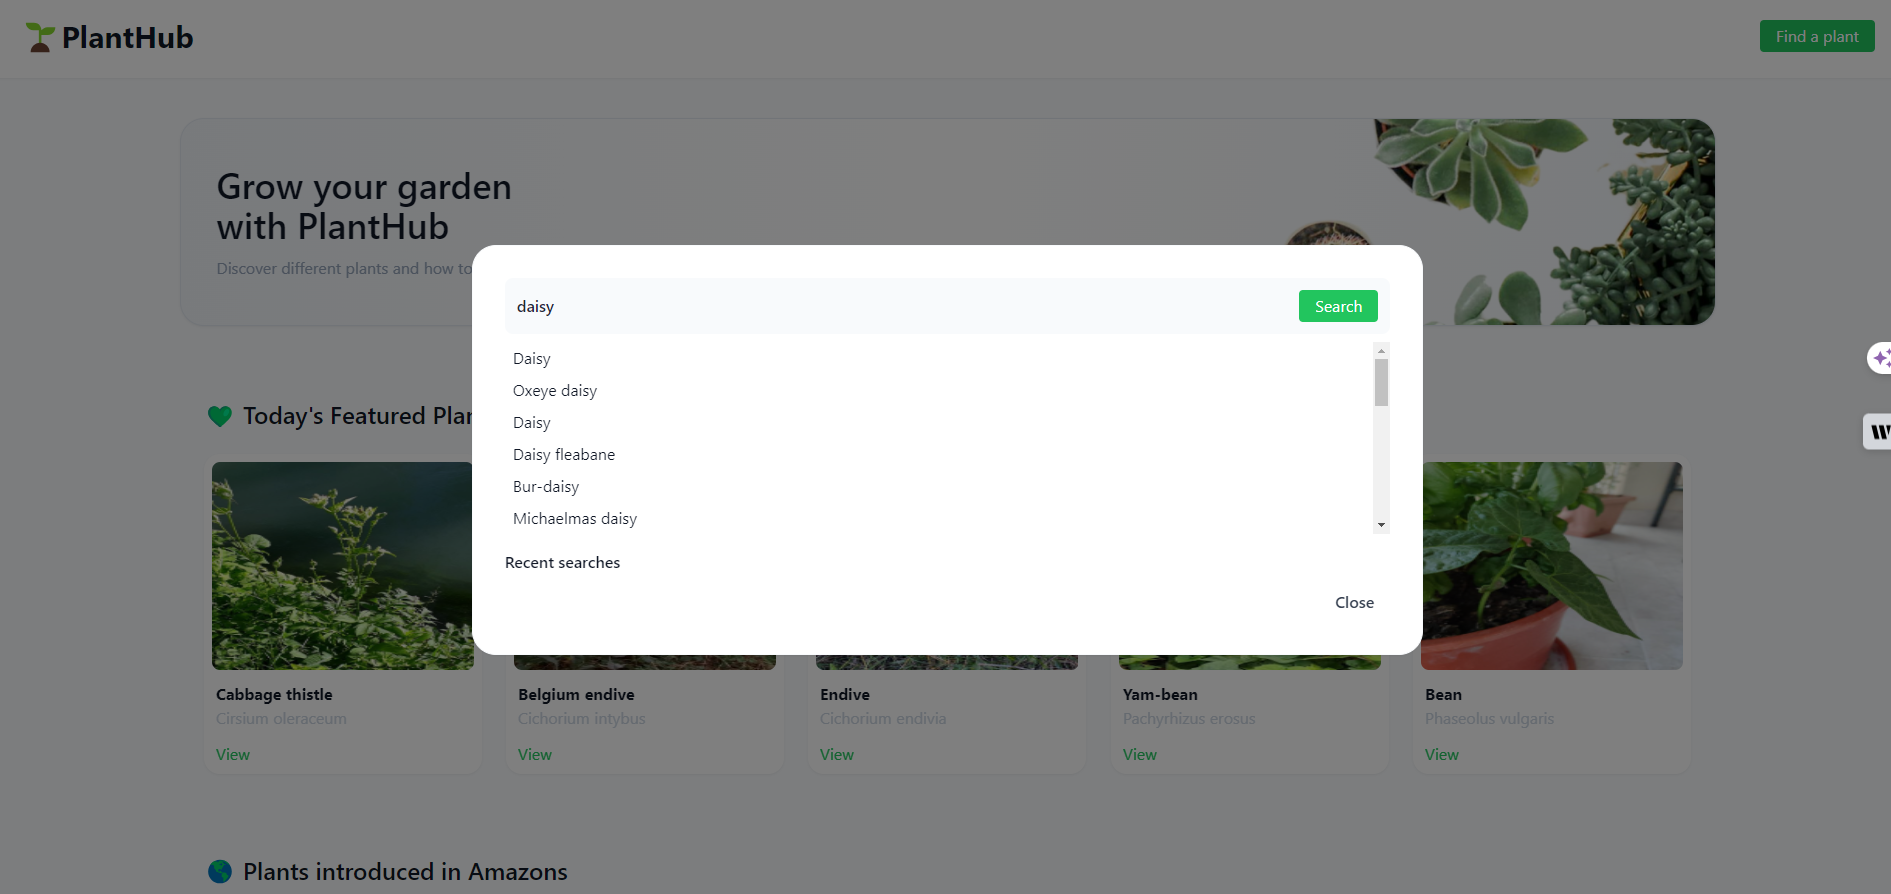 PlantHub
Find a plant
Grow your garden
with PlantHub
Discover different plants and how to
daisy
Search
Daisy
Oxeye daisy
Daisy
Daisy fleabane
Bur-daisy
Michaelmas daisy
Recent searches
Close
Today's Featured Plan
Cabbage thistle
Cirsium oleraceum
View
Belgium endive
Cichorium intybus
View
Endive
Cichorium endivia
View
Yam-bean
Pachyrhizus erosus
View
Bean
Phaseolus vulgaris
View
Plants introduced in Amazons